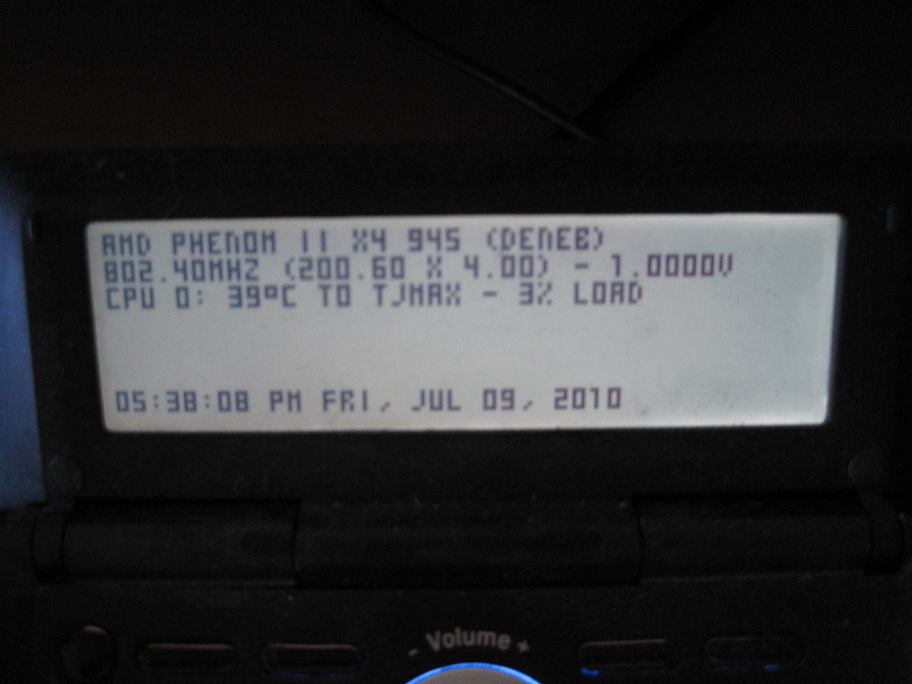 AMD PHENOM II X4 945 (DENEB)
802.40MHZ (200.60 X 4.00) - 1.0000V
CPU 0: 39°C TO TJMAX - 3% LOAD
05:38:08 PM FRI, JUL 09, 2010
- Volume +